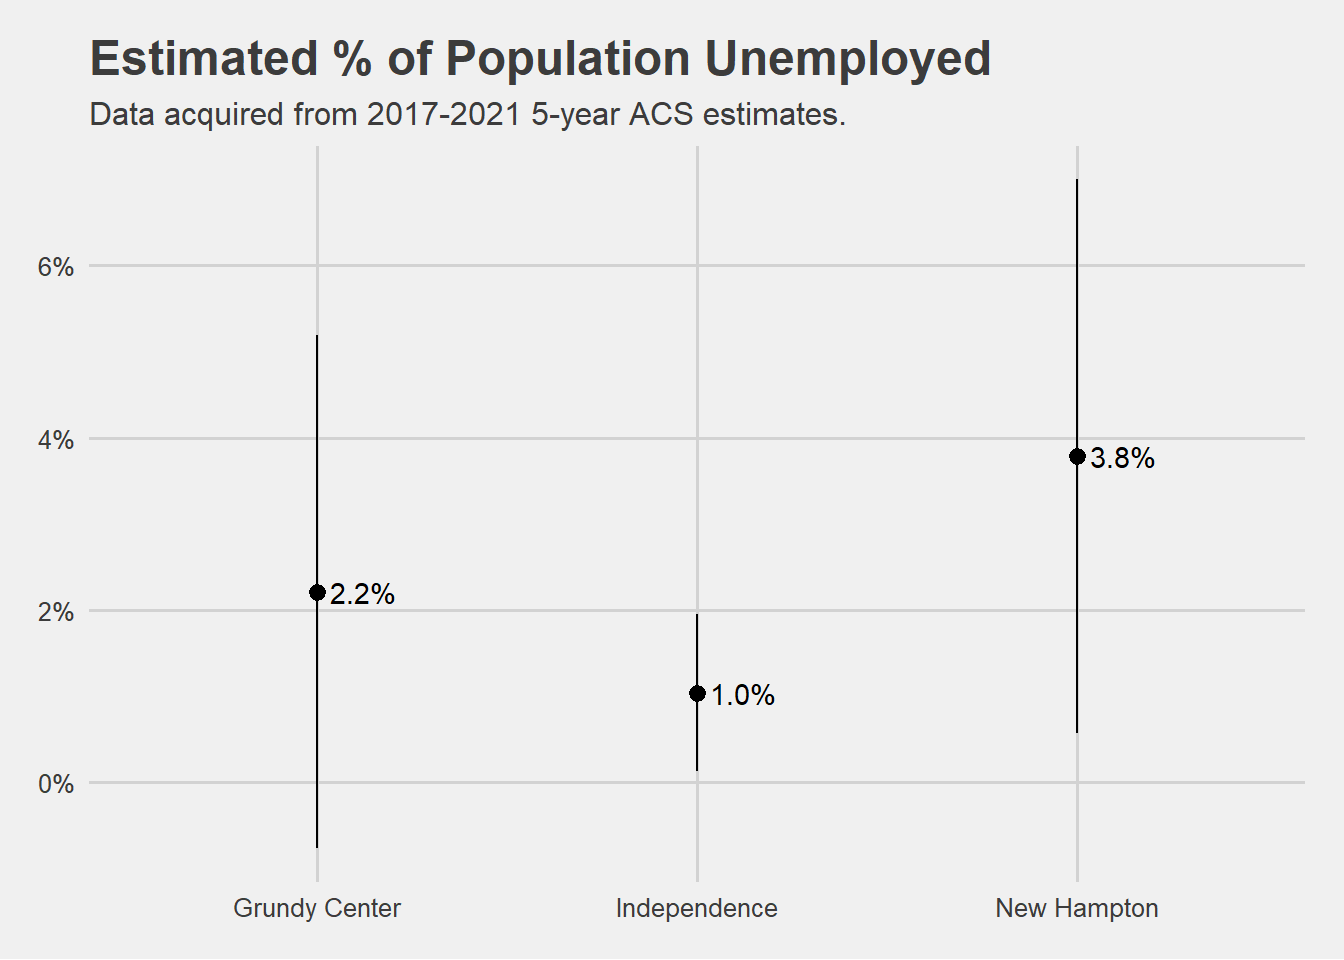 Estimated % of Population Unemployed
Data acquired from 2017-2021 5-year ACS estimates.
6%
4%
3.8%
2.2%
2%
1.0%
0%
Grundy Center
Independence
New Hampton